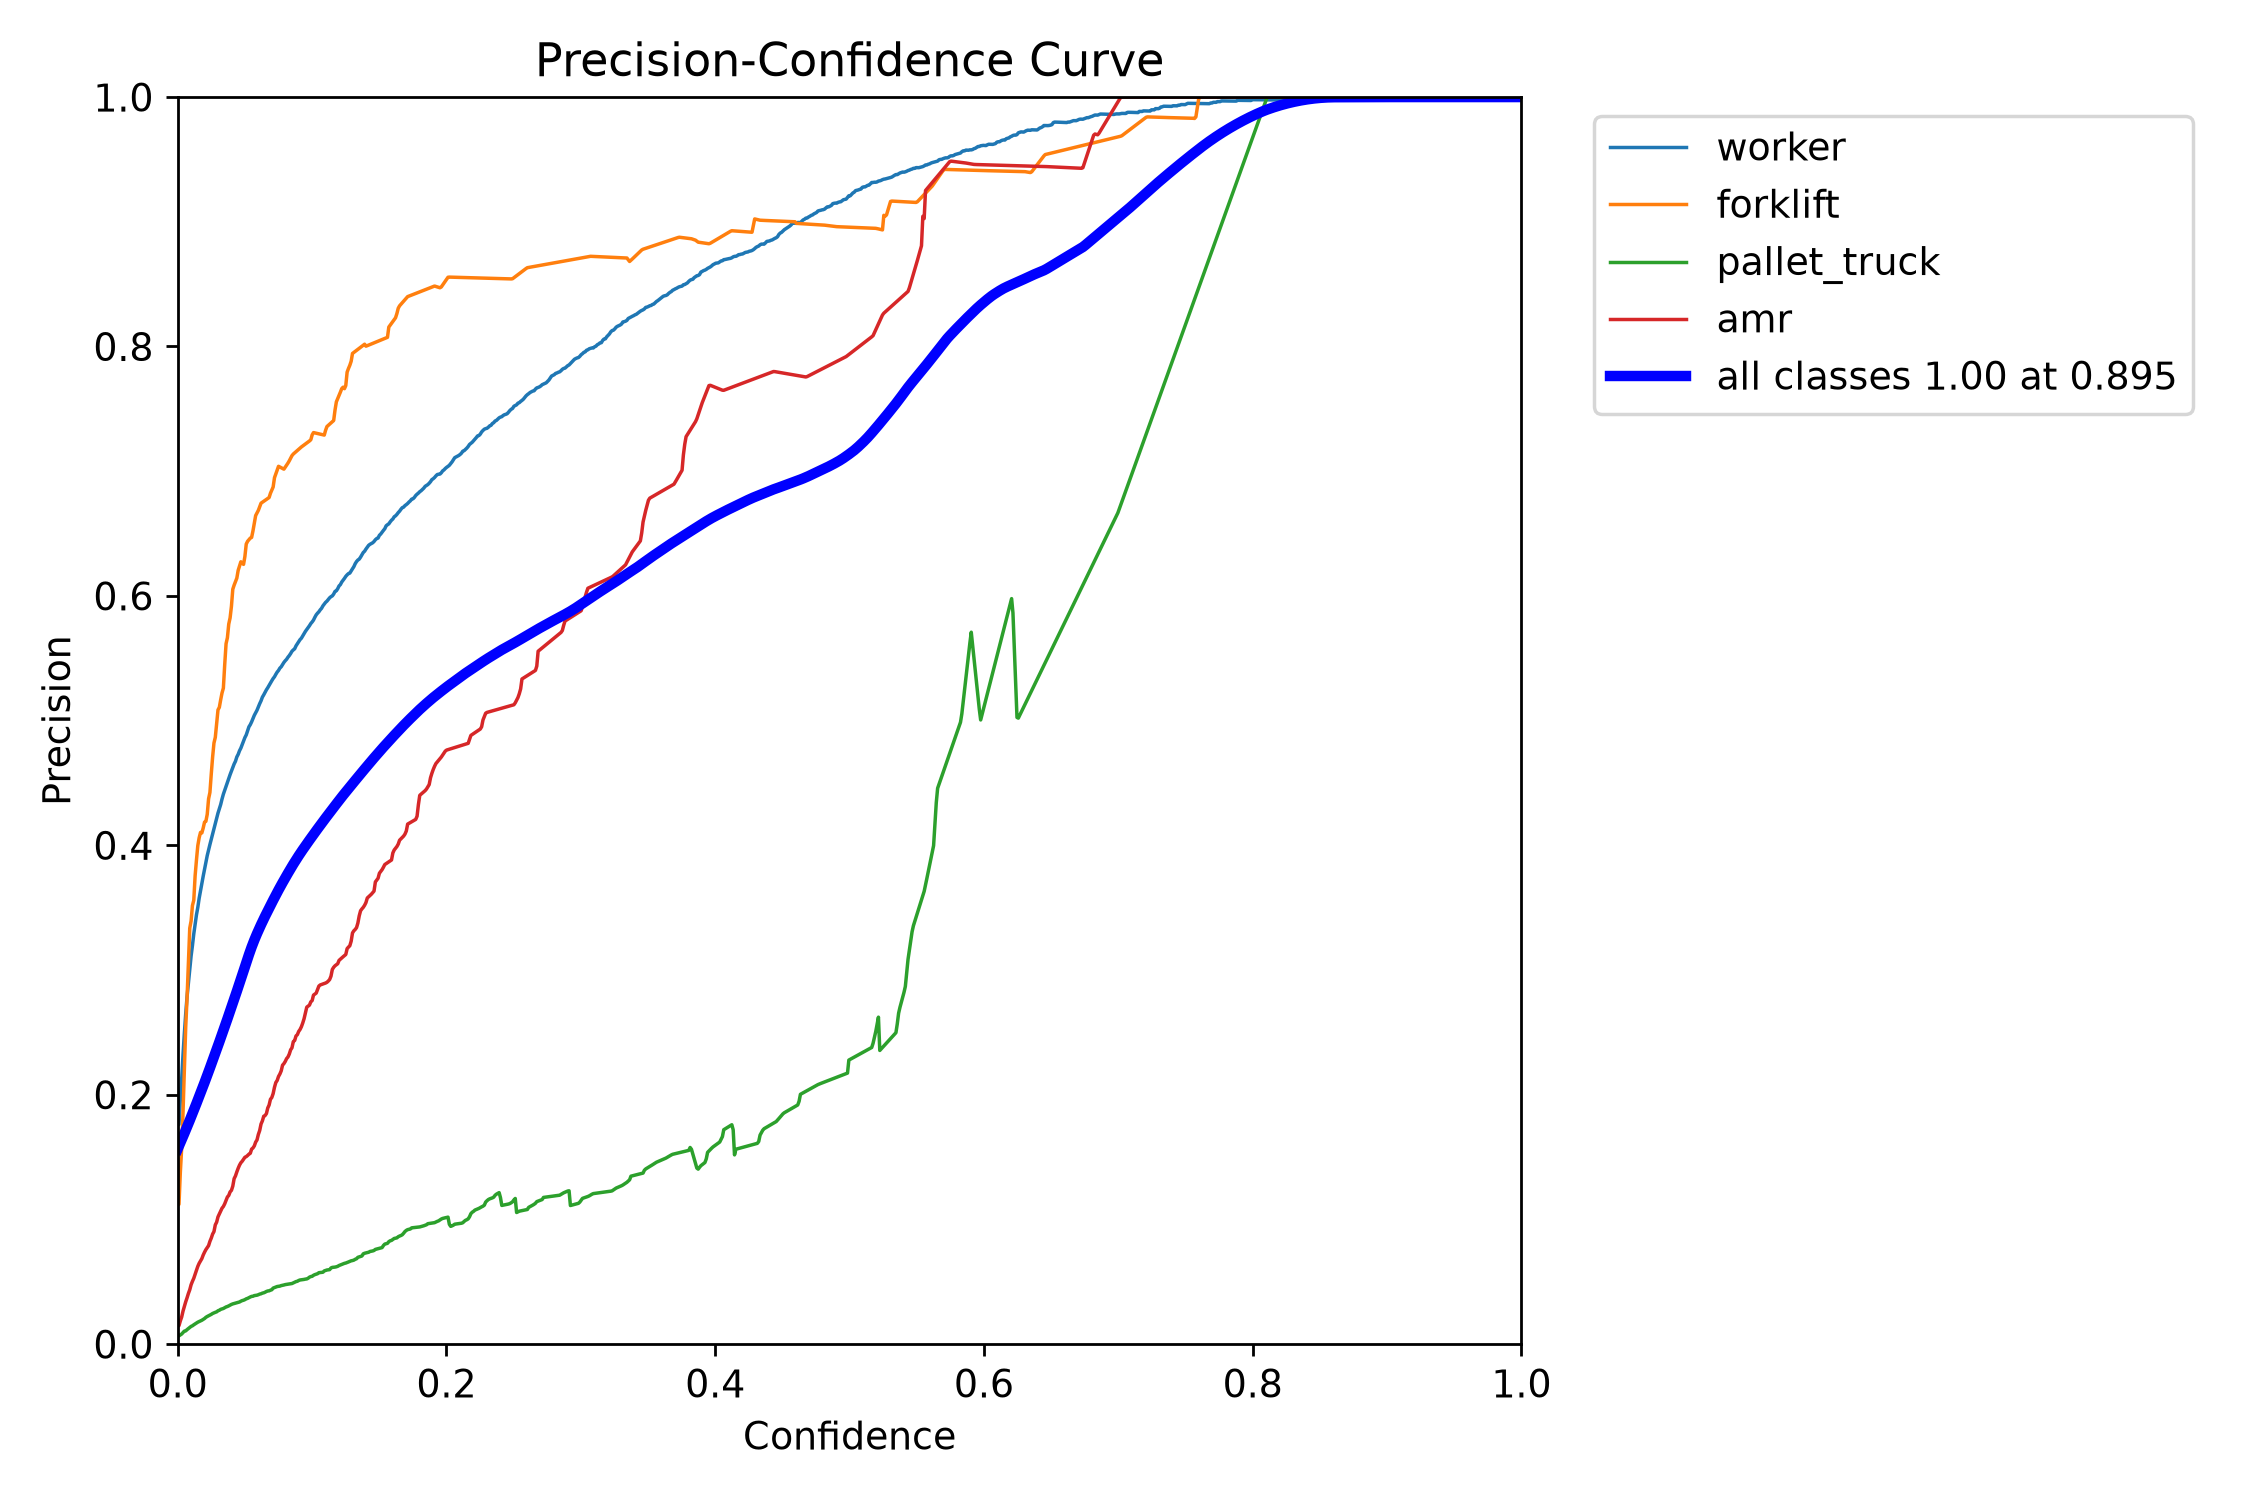 Precision-Confidence Curve
1.0
0.8
0.6
0.4
0.2
0.0
Precision
0.0 0.2 0.4 0.6 0.8 1.0
Confidence
worker
forklift
pallet_truck
amr
all classes 1.00 at 0.895